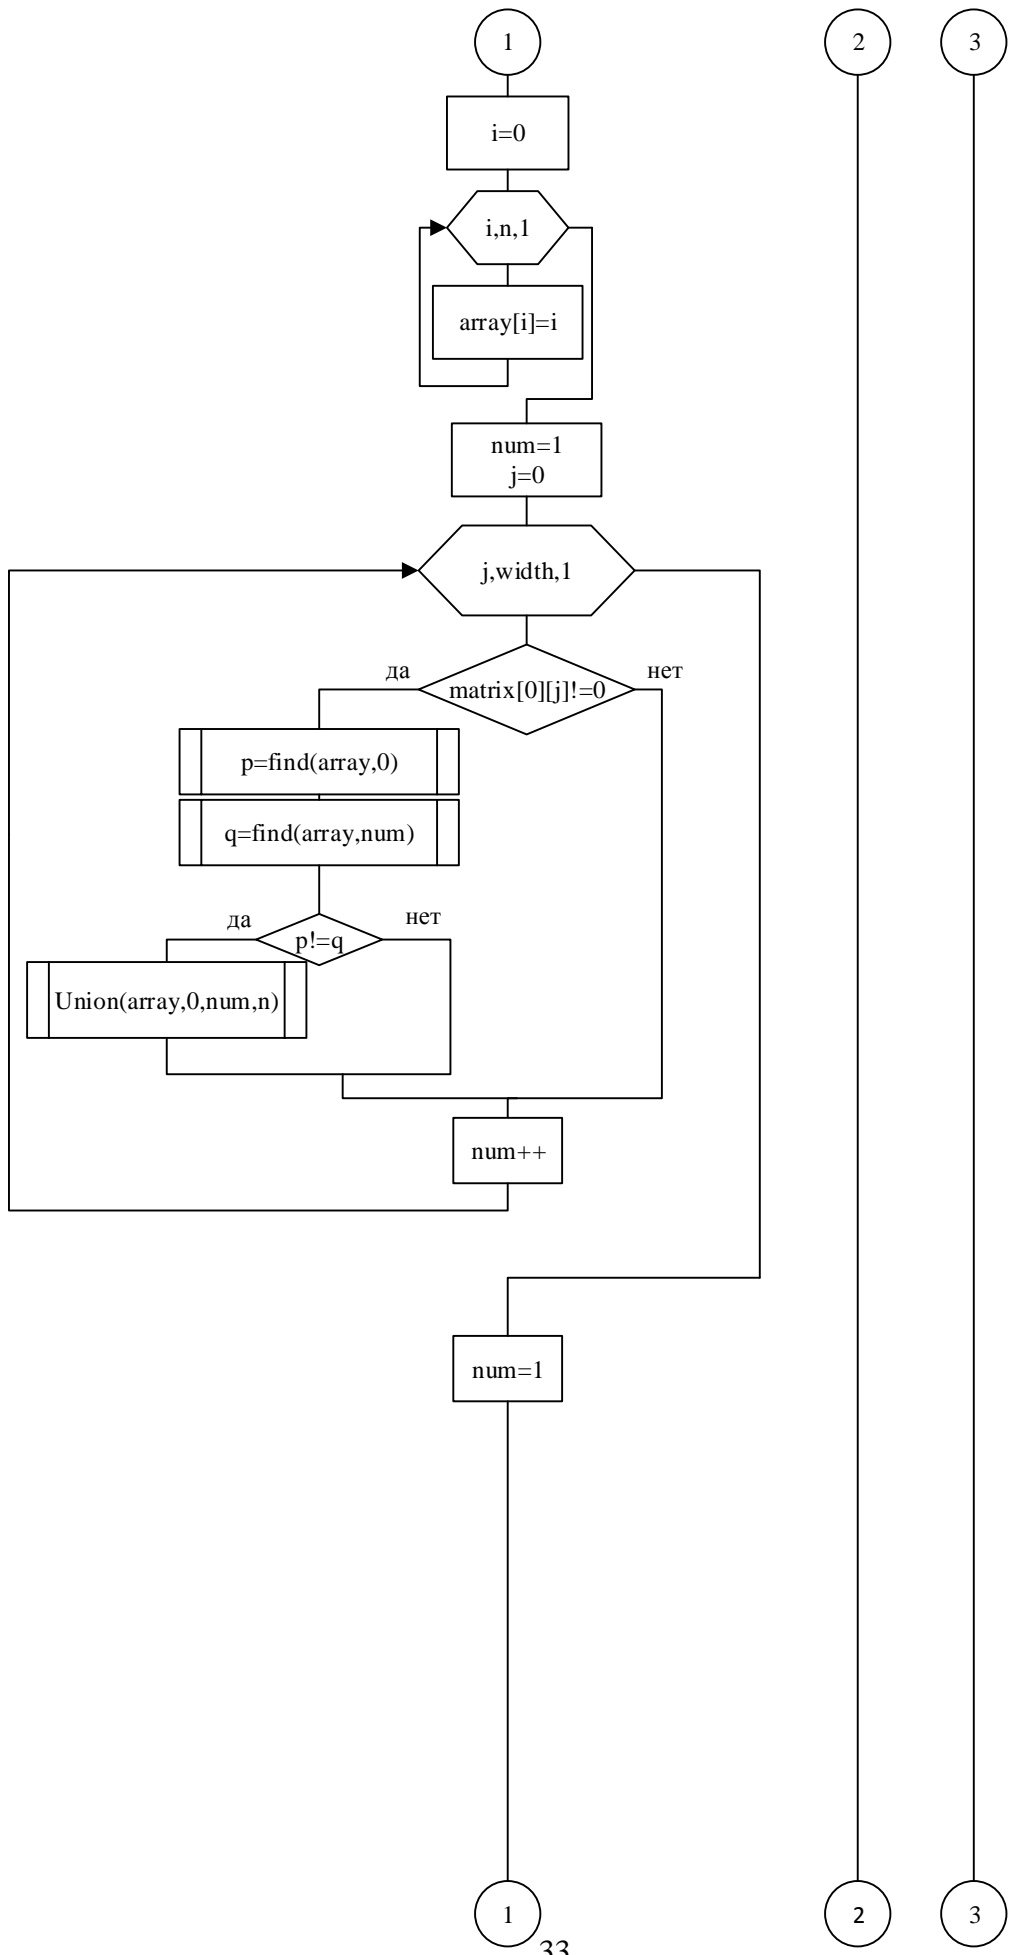 1
2
3
i=0
i,n,1
array[i]=i
num=1
j=0
j,width,1
да
matrix[0][j]!=0
нет
p=find(array,0)
q=find(array,num)
да
p!=q
нет
Union(array,0,num,n)
num++
num=1
1
2
3
33